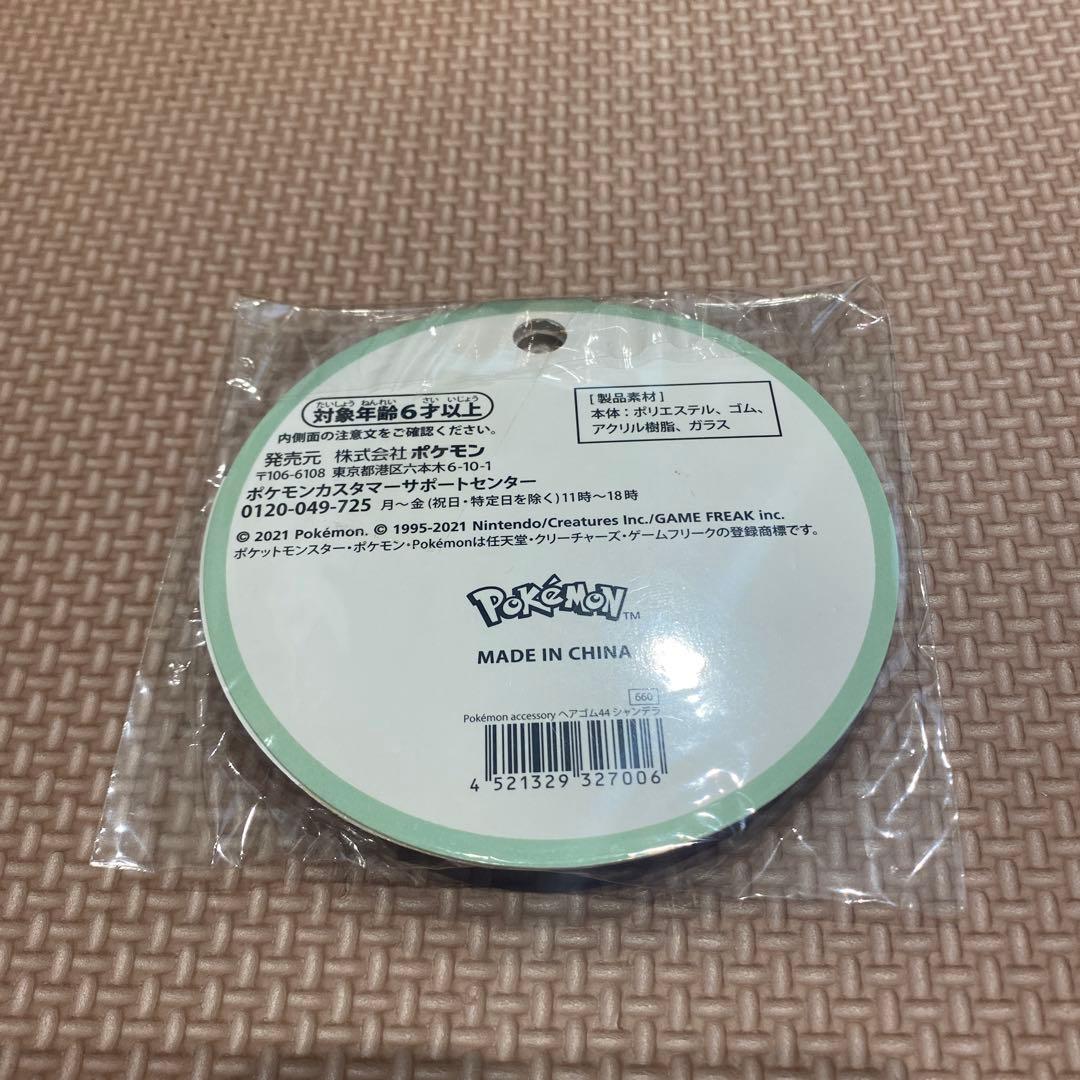 たいしょう ねんれい さい いじょう
対象年齢6才以上
内側面の注意文をご確認ください。
[製品素材]
本体:ポリエステル、ゴム、
アクリル樹脂、ガラス
発売元 株式会社ポケモン
〒106-6108 東京都港区六本木6-10-1
ポケモンカスタマーサポートセンター
0120-049-725 月〜金(祝日・特定日を除く)11時〜18時
© 2021 Pokémon. © 1995-2021 Nintendo/Creatures Inc./GAME FREAK inc.
ポケットモンスター・ポケモン・Pokémonは任天堂・クリーチャーズ・ゲームフリークの登録商標です。
POKéMON™
MADE IN CHINA
660
Pokémon accessory ヘアゴム44 シャンデラ
4 521329 327006